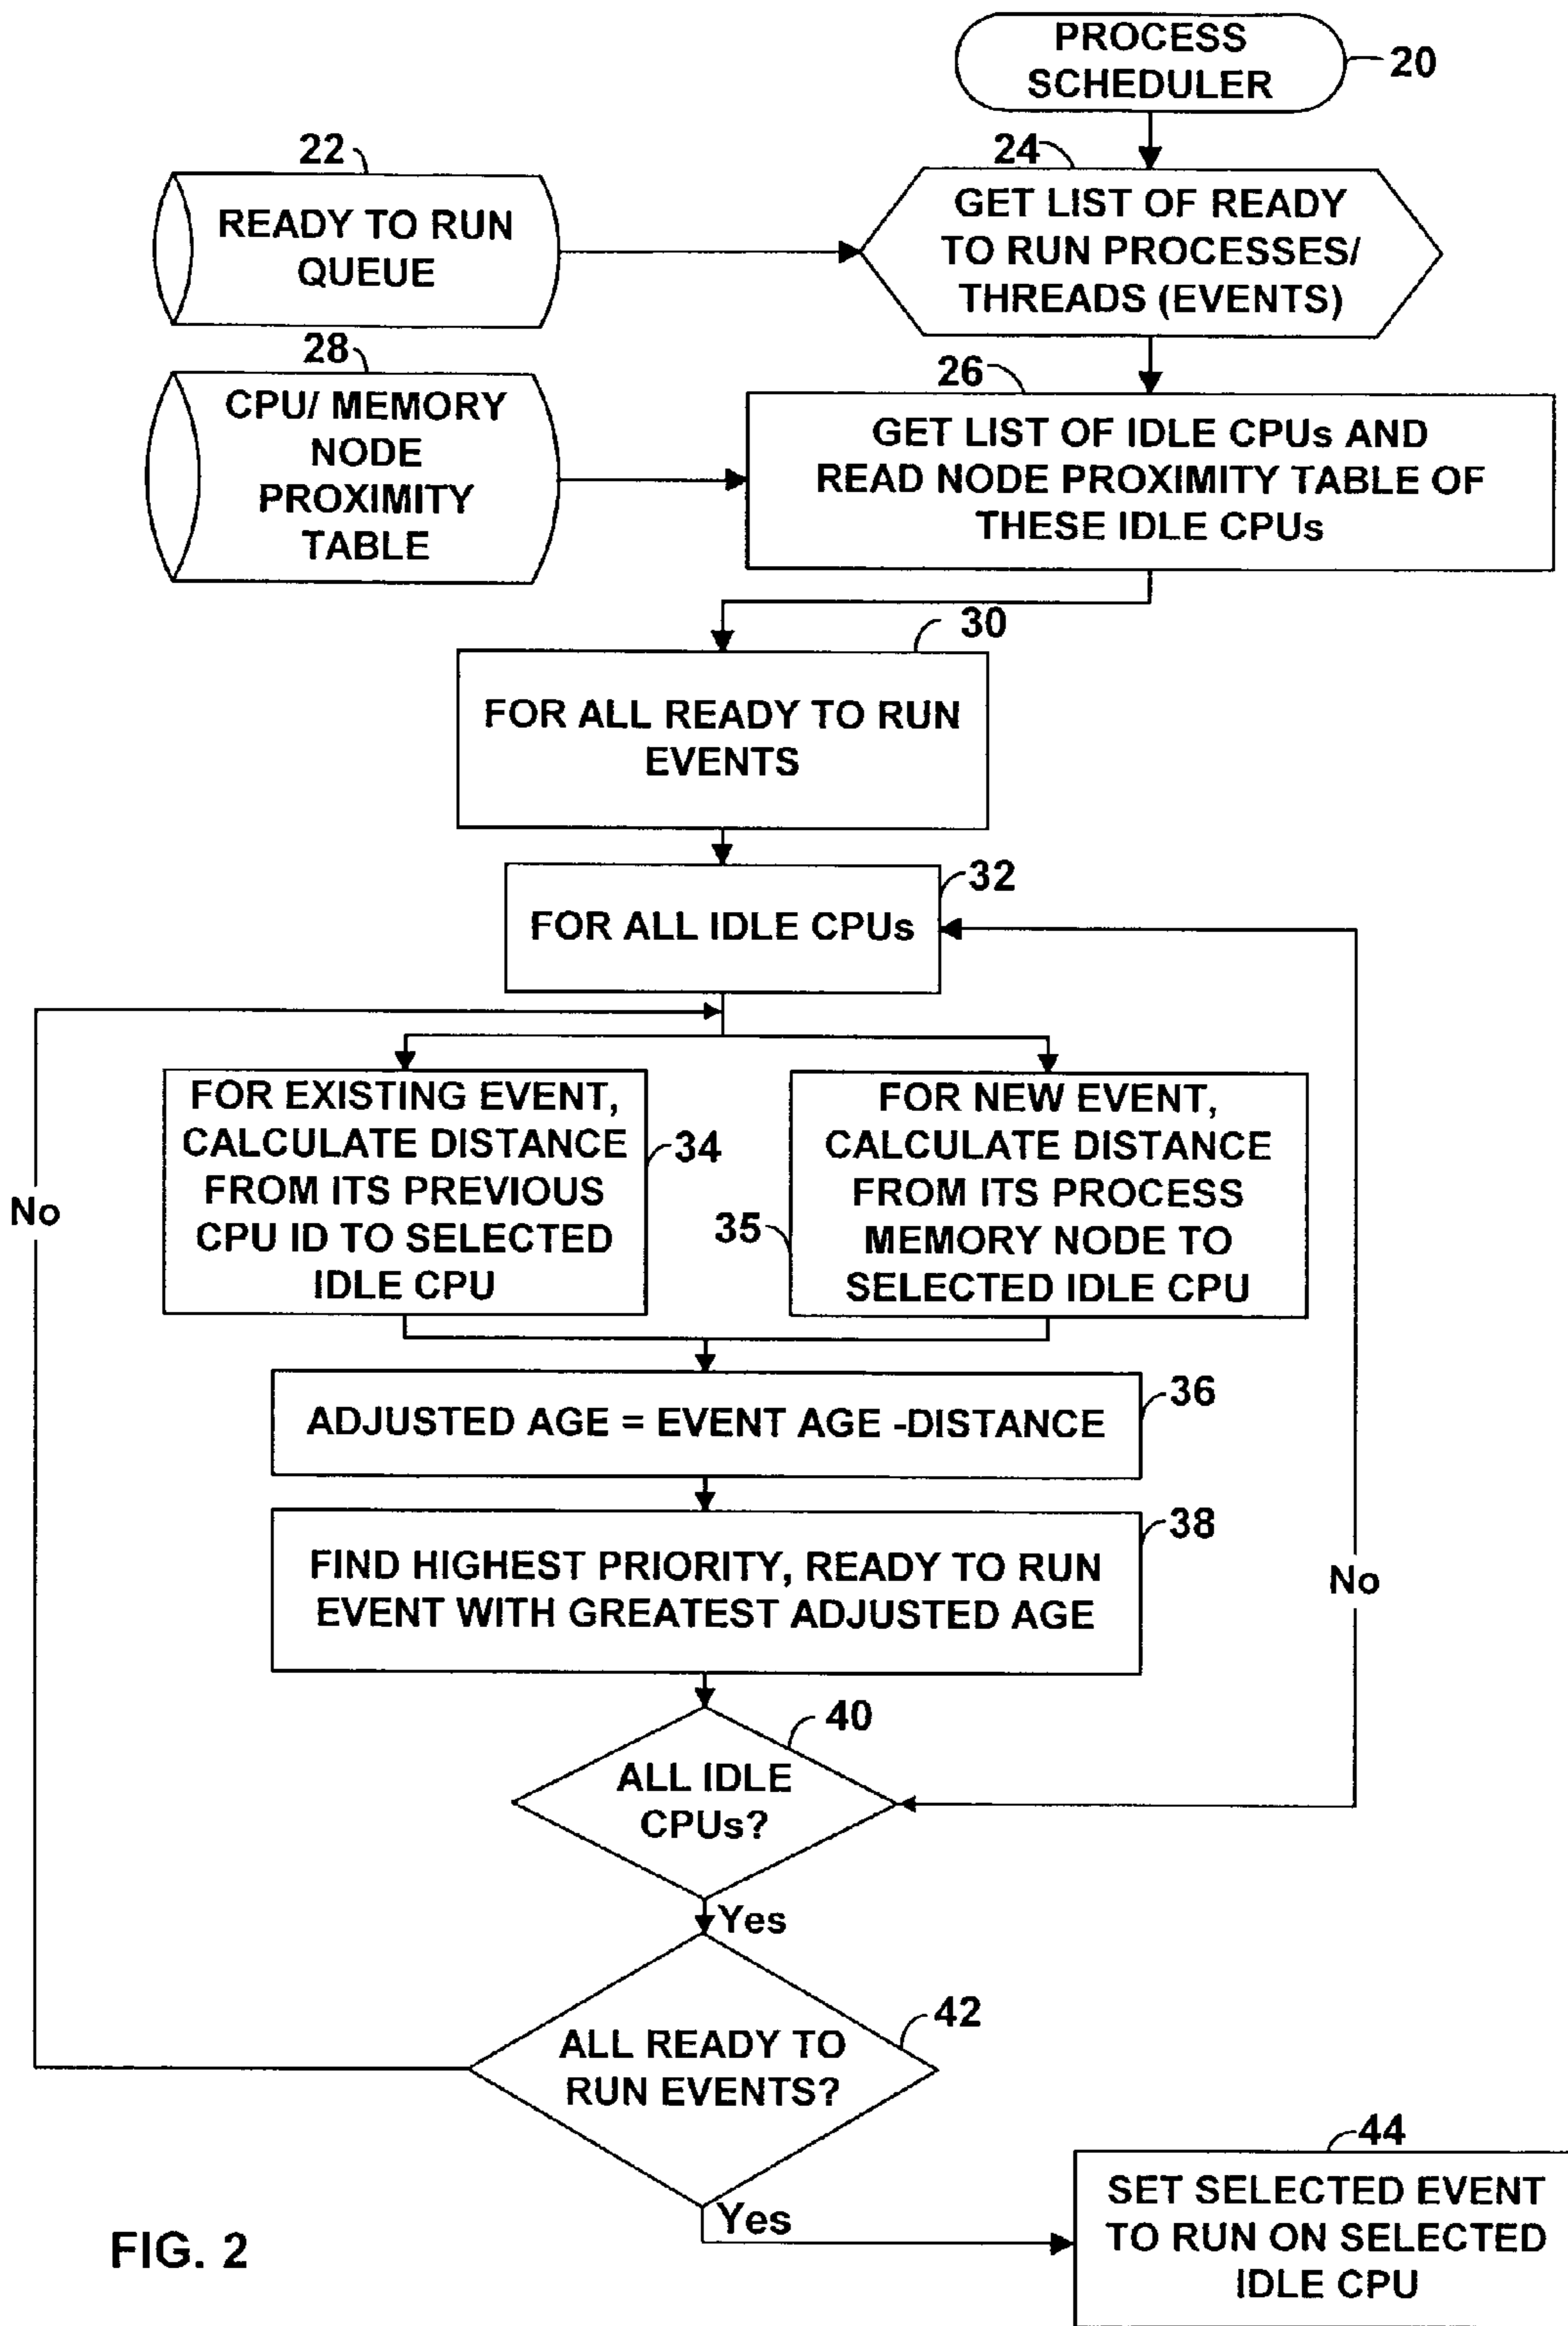 PROCESS
SCHEDULER
20
22
READY TO RUN
QUEUE
24
GET LIST OF READY
TO RUN PROCESSES/
THREADS (EVENTS)
28
CPU/ MEMORY
NODE
PROXIMITY
TABLE
26
GET LIST OF IDLE CPUs AND
READ NODE PROXIMITY TABLE OF
THESE IDLE CPUs
30
FOR ALL READY TO RUN
EVENTS
32
FOR ALL IDLE CPUs
FOR EXISTING EVENT,
CALCULATE DISTANCE
FROM ITS PREVIOUS
CPU ID TO SELECTED
IDLE CPU
34
35
FOR NEW EVENT,
CALCULATE DISTANCE
FROM ITS PROCESS
MEMORY NODE TO
SELECTED IDLE CPU
No
36
ADJUSTED AGE = EVENT AGE -DISTANCE
38
FIND HIGHEST PRIORITY, READY TO RUN
EVENT WITH GREATEST ADJUSTED AGE
No
40
ALL IDLE
CPUs?
Yes
42
ALL READY TO
RUN EVENTS?
Yes
44
SET SELECTED EVENT
TO RUN ON SELECTED
IDLE CPU
FIG. 2